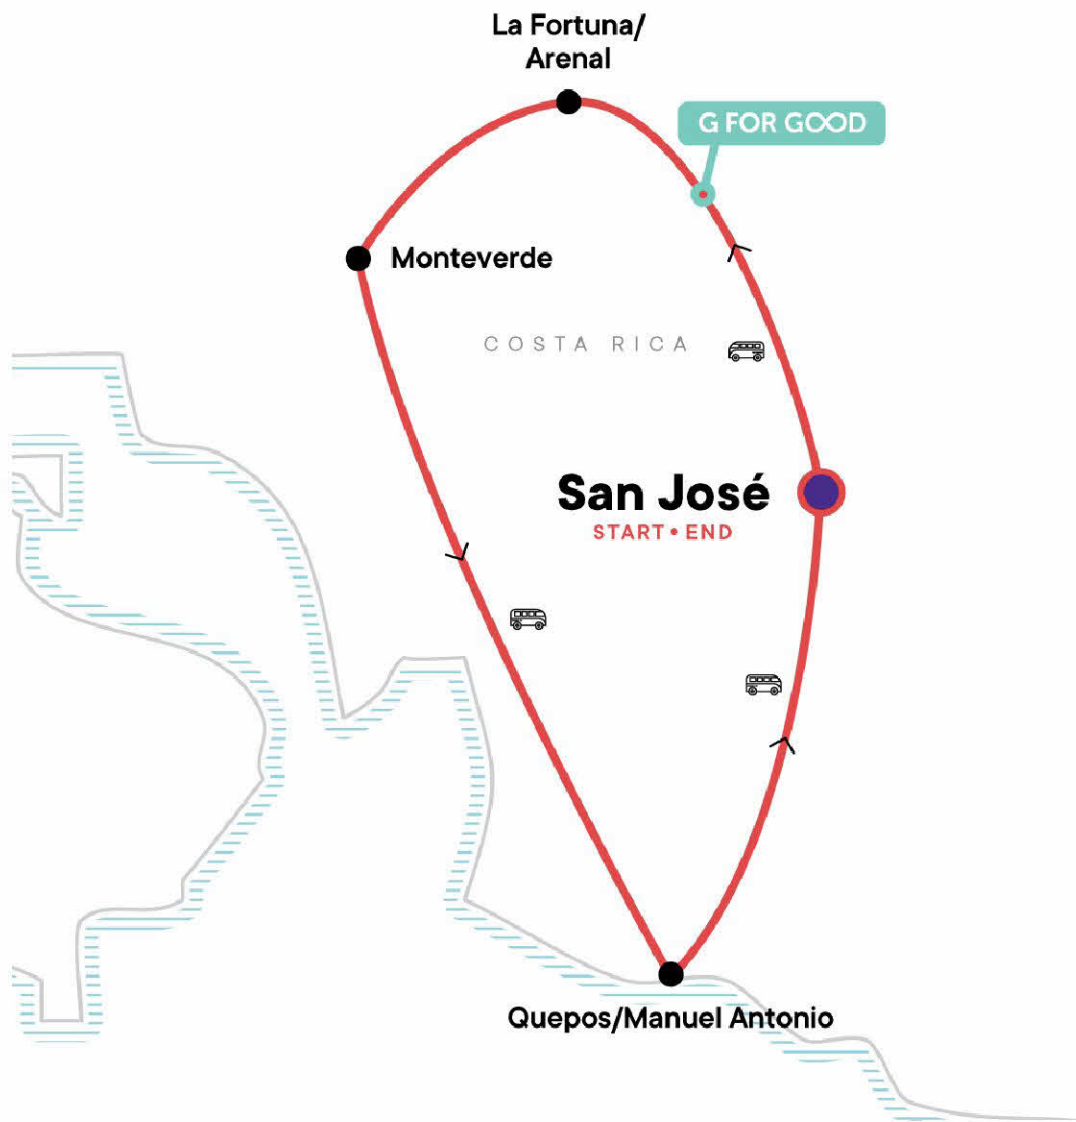 La Fortuna/
Arenal
G FOR GOOD
Monteverde
COSTA RICA
San José
START • END
Quepos/Manuel Antonio